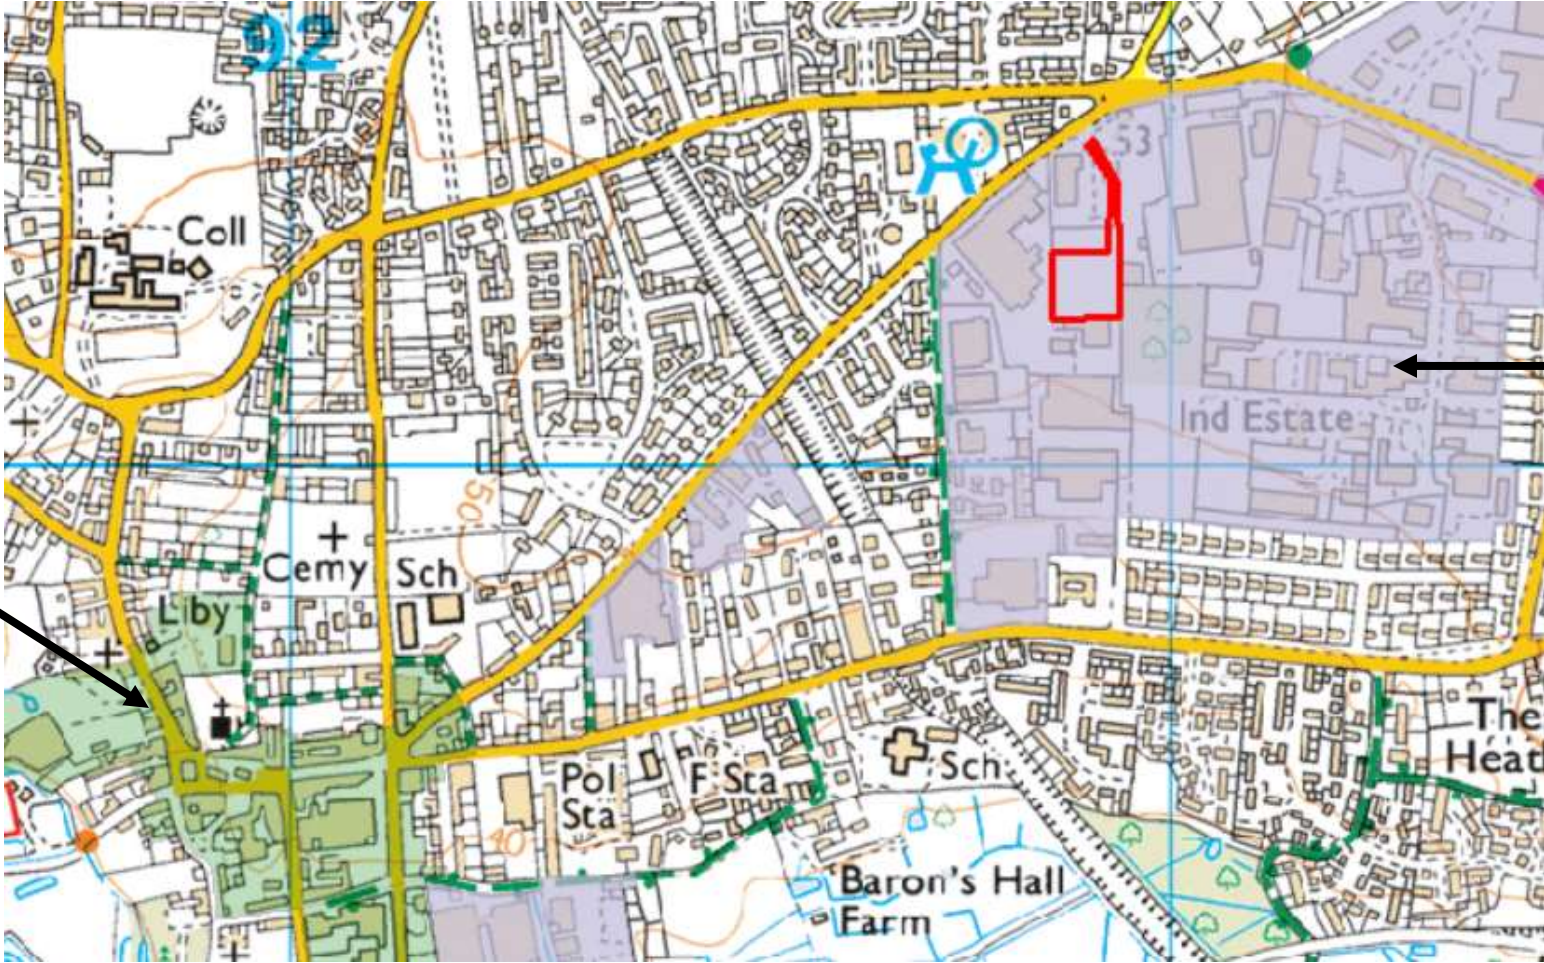 92
53
Coll
Ind Estate
50
Cemy
Sch
Liby
Pol
Sta
F Sta
Sch
The
Heat
40
Baron's Hall
Farm